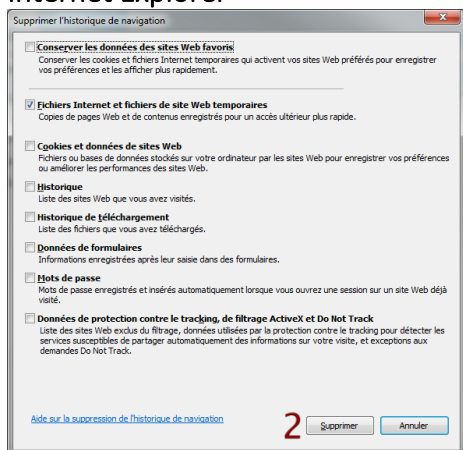 Internet Explorer
Supprimer l'historique de navigation
Conserver les données des sites Web favoris
Conserver les cookies et fichiers Internet temporaires qui activent vos sites Web préférés pour enregistrer
vos préférences et les afficher plus rapidement.
Fichiers Internet et fichiers de site Web temporaires
Copies de pages Web et de contenus enregistrés pour un accès ultérieur plus rapide.
Cookies et données de sites Web
Fichiers ou bases de données stockés sur votre ordinateur par les sites Web pour enregistrer vos préférences
ou améliorer les performances des sites Web.
Historique
Liste des sites Web que vous avez visités.
Historique de téléchargement
Liste des fichiers que vous avez téléchargés.
Données de formulaires
Informations enregistrées après leur saisie dans des formulaires.
Mots de passe
Mots de passe enregistrés et insérés automatiquement lorsque vous ouvrez une session sur un site Web déjà
visité.
Données de protection contre le tracking, de filtrage ActiveX et Do Not Track
Liste des sites Web exclus du filtrage, données utilisées par la protection contre le tracking pour détecter les
services susceptibles de partager automatiquement des informations sur votre visite, et exceptions aux
demandes Do Not Track.
Aide sur la suppression de l'historique de navigation
2 Supprimer Annuler